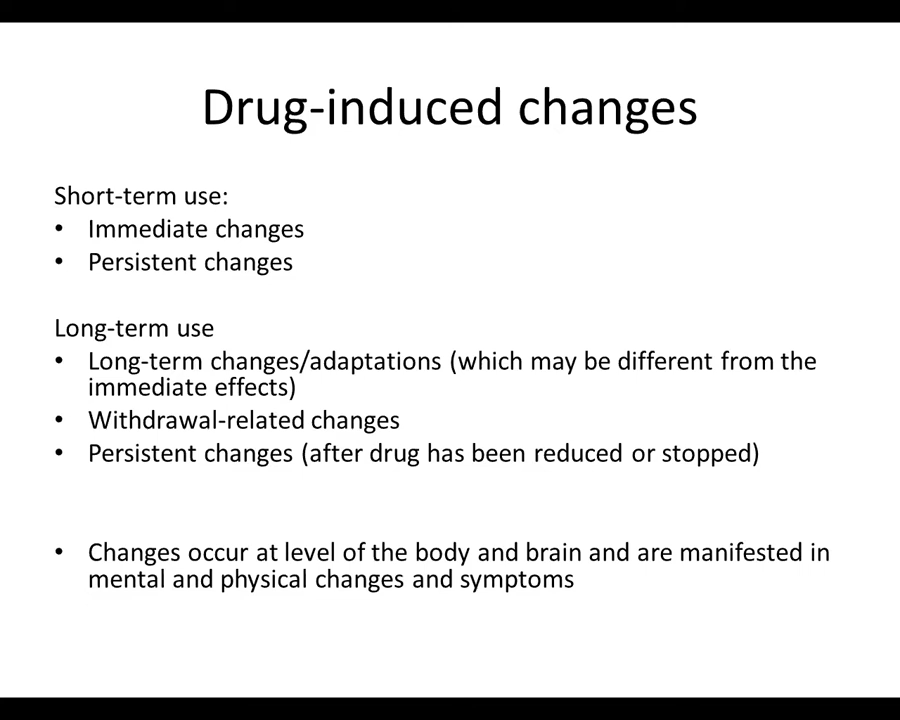 Drug-induced changes
Short-term use:
• Immediate changes
• Persistent changes
Long-term use
• Long-term changes/adaptations (which may be different from the
immediate effects)
• Withdrawal-related changes
• Persistent changes (after drug has been reduced or stopped)
• Changes occur at level of the body and brain and are manifested in
mental and physical changes and symptoms